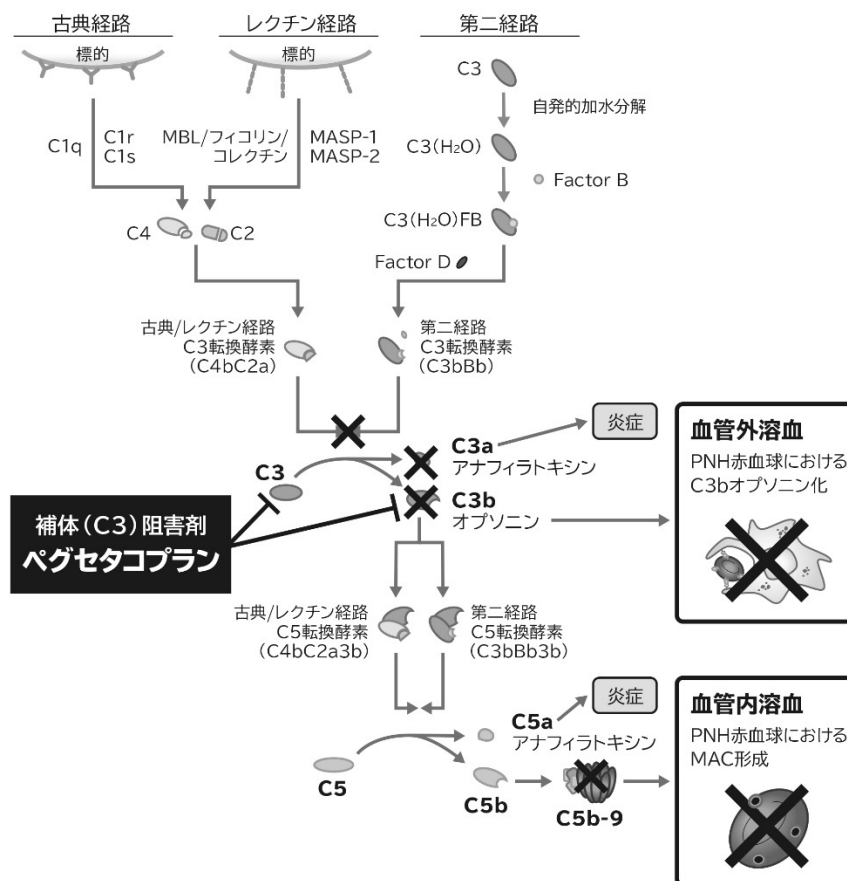 古典経路
標的
レクチン経路
標的
第二経路
C3
自発的加水分解
C3(H₂O)
Factor B
C3(H₂O)FB
Factor D
C1q
C1r
C1s
MBL/フィコリン/
コレクチン
MASP-1
MASP-2
C4
C2
古典/レクチン経路
C3転換酵素
(C4bC2a)
第二経路
C3転換酵素
(C3bBb)
C3
C3a
アナフィラトキシン
炎症
C3b
オプソニン
補体(C3)阻害剤
ペグセタコプラン
血管外溶血
PNH赤血球における
C3bオプソニン化
古典/レクチン経路
C5転換酵素
(C4bC2a3b)
第二経路
C5転換酵素
(C3bBb3b)
C5
C5a
アナフィラトキシン
炎症
C5b
C5b-9
血管内溶血
PNH赤血球における
MAC形成